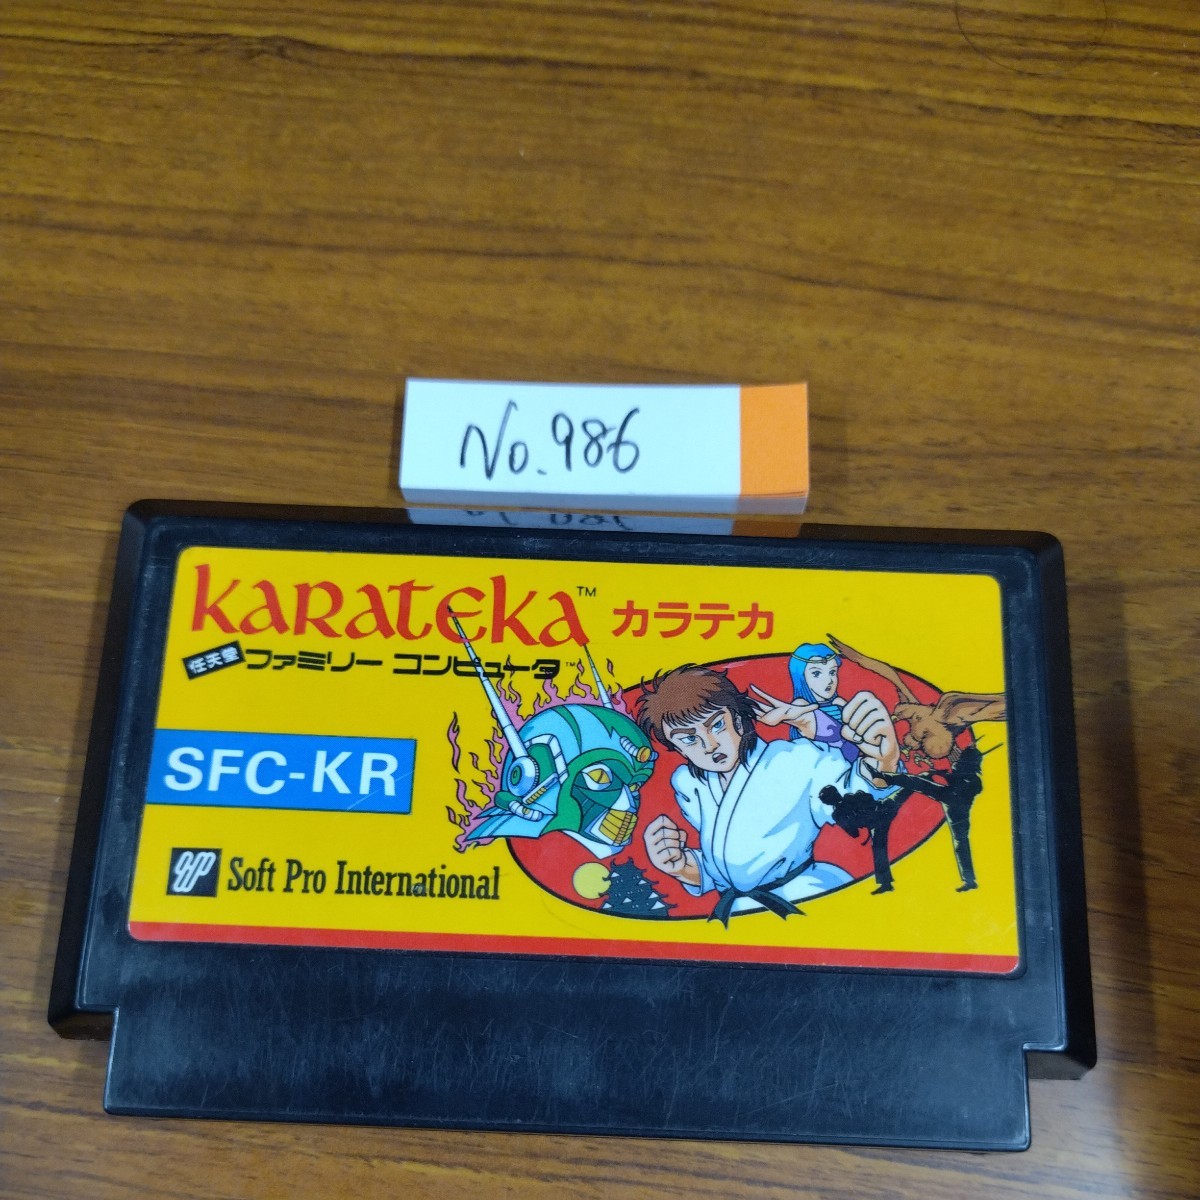 No.986
KARATEKA™ カラテカ
任天堂 ファミリー コンピュータ™
SFC-KR
Soft Pro International